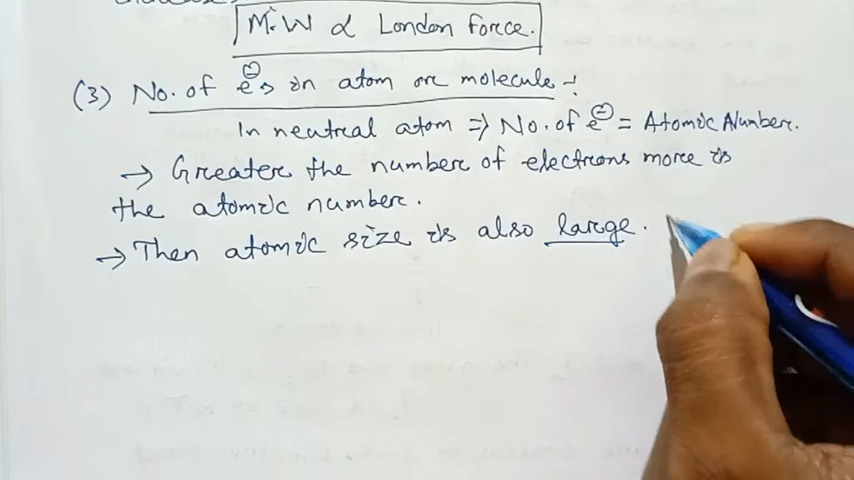 M.W ∝ London force.
(3) No. of e⊖s in atom or molecule :-
In neutral atom ⇒ No. of e⊖ = Atomic Number.
→ Greater the number of electrons more is
the atomic number.
→ Then atomic size is also large.